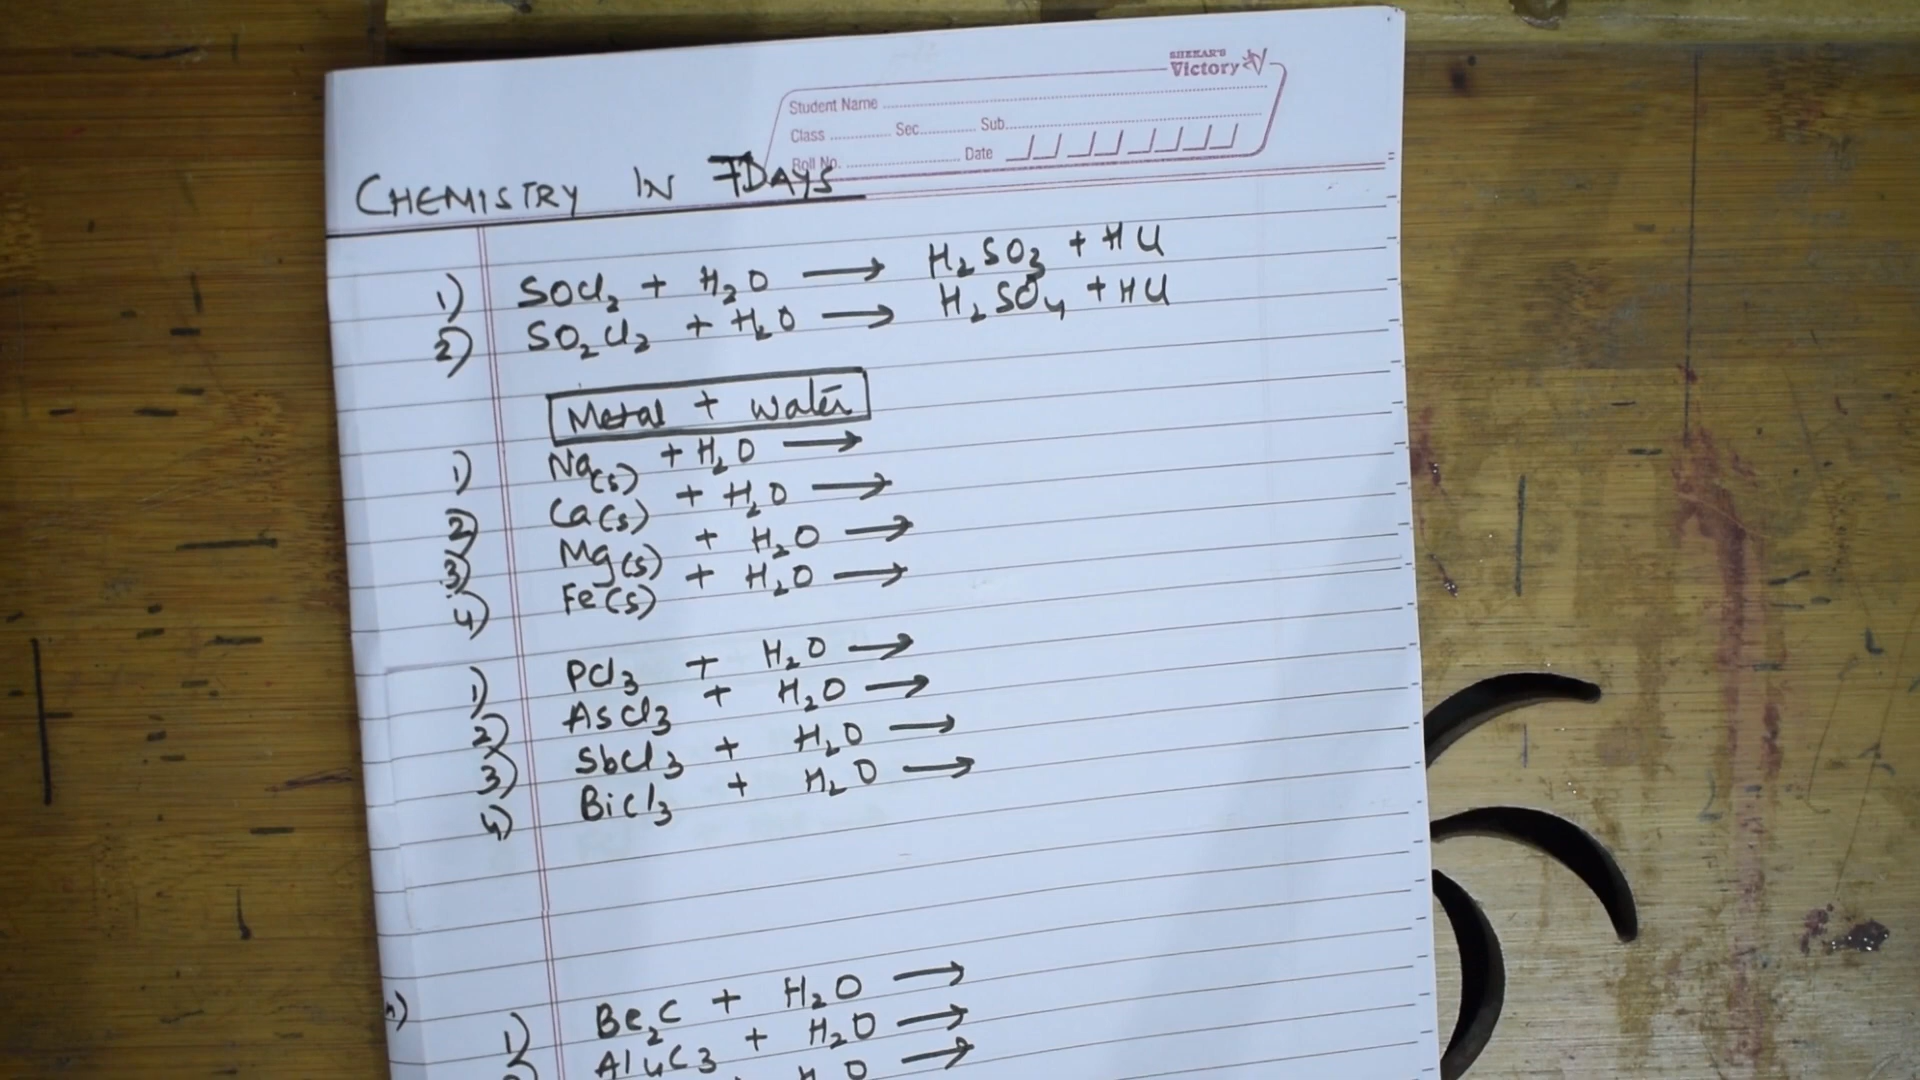 SHEKAR'S
Victory
Student Name
Class Sec. Sub.
Roll No. Date
CHEMISTRY IN 7DAYS
1) SOCl₂ + H₂O ⟶ H₂SO₃ + HCl
2) SO₂Cl₂ + H₂O ⟶ H₂SO₄ + HCl
Metal + water
1) Na(s) + H₂O ⟶
2) Ca(s) + H₂O ⟶
3) Mg(s) + H₂O ⟶
4) Fe(s) + H₂O ⟶
1) PCl₃ + H₂O ⟶
2) AsCl₃ + H₂O ⟶
3) SbCl₃ + H₂O ⟶
4) BiCl₃ + H₂O ⟶
1) Be₂C + H₂O ⟶
Al₄C₃ + H₂O ⟶